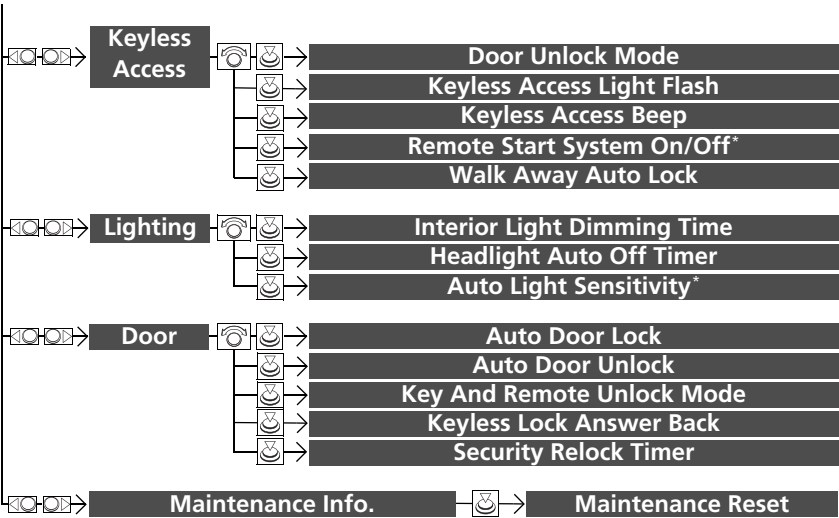 Keyless
Access
Door Unlock Mode
Keyless Access Light Flash
Keyless Access Beep
Remote Start System On/Off*
Walk Away Auto Lock
Lighting
Interior Light Dimming Time
Headlight Auto Off Timer
Auto Light Sensitivity*
Door
Auto Door Lock
Auto Door Unlock
Key And Remote Unlock Mode
Keyless Lock Answer Back
Security Relock Timer
Maintenance Info.
Maintenance Reset